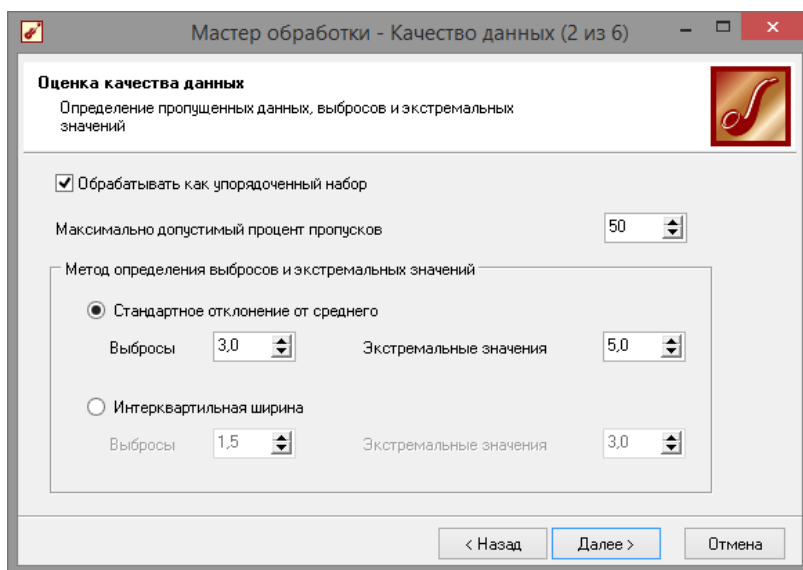 Мастер обработки - Качество данных (2 из 6)
Оценка качества данных
Определение пропущенных данных, выбросов и экстремальных
значений
Обрабатывать как упорядоченный набор
Максимально допустимый процент пропусков 50
Метод определения выбросов и экстремальных значений
Стандартное отклонение от среднего
Выбросы 3,0 Экстремальные значения 5,0
Интерквартильная ширина
Выбросы 1,5 Экстремальные значения 3,0
< Назад Далее > Отмена